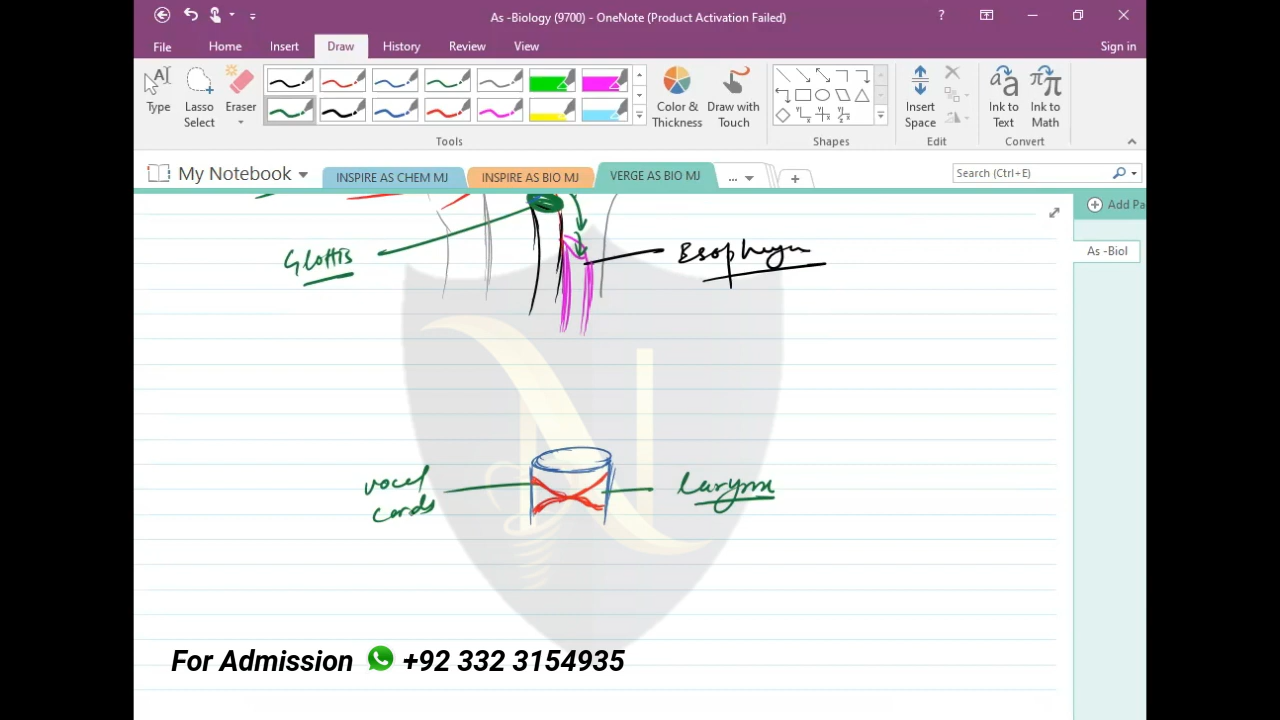 As -Biology (9700) - OneNote (Product Activation Failed)
?
File Home Insert Draw History Review View Sign in
Type
Lasso Select
Eraser
Color & Thickness
Draw with Touch
Insert Space
Ink to Text
Ink to Math
Tools Shapes Edit Convert
My Notebook INSPIRE AS CHEM MJ INSPIRE AS BIO MJ VERGE AS BIO MJ ... Search (Ctrl+E)
Add Pa
As -Biol
Glottis
vocal
cords
larynx
For Admission +92 332 3154935